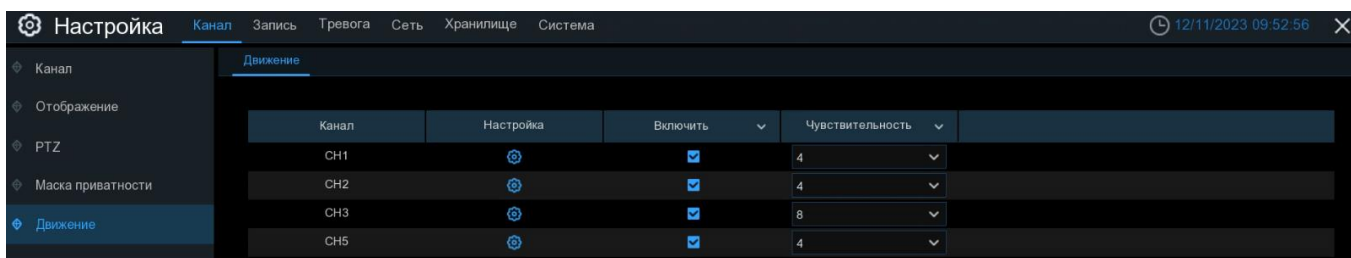 Настройка Канал Запись Тревога Сеть Хранилище Система 12/11/2023 09:52:56
Канал
Отображение
PTZ
Маска приватности
Движение
Движение
Канал Настройка Включить Чувствительность
CH1 4
CH2 4
CH3 8
CH5 4